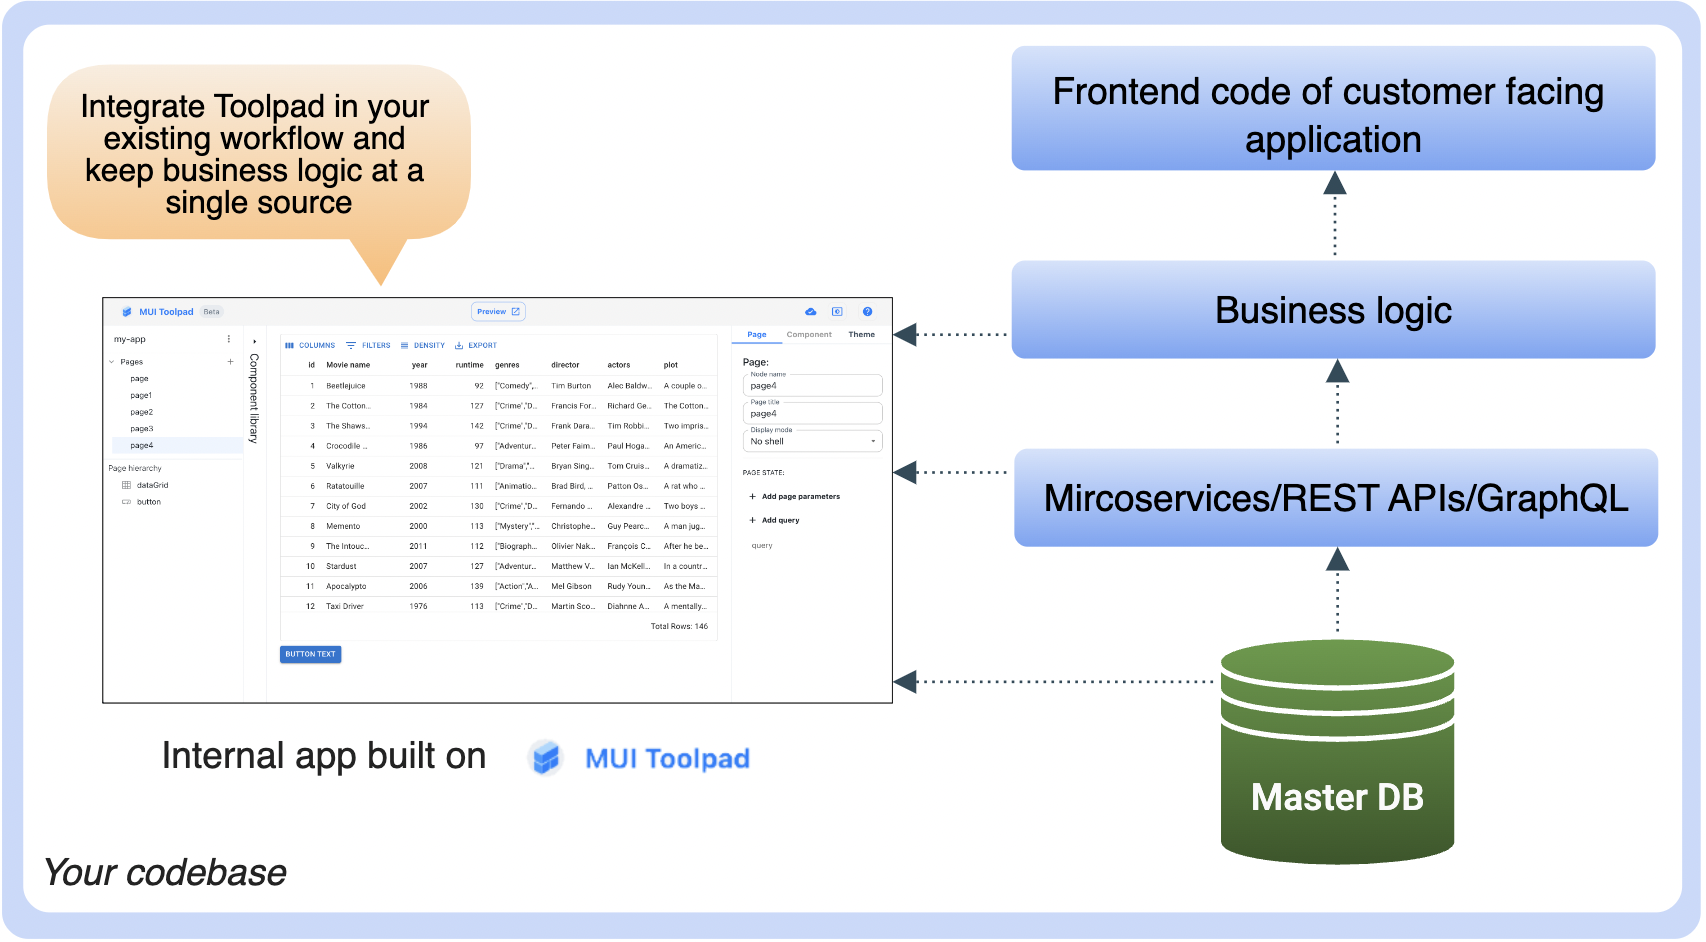 Integrate Toolpad in your
existing workflow and
keep business logic at a
single source
Frontend code of customer facing
application
Business logic
Mircoservices/REST APIs/GraphQL
Master DB
MUI Toolpad Beta
Preview
my-app
Pages
page
page1
page2
page3
page4
Page hierarchy
dataGrid
button
Component library
COLUMNS FILTERS DENSITY EXPORT
id Movie name year runtime genres director actors plot
1 Beetlejuice 1988 92 ["Comedy",... Tim Burton Alec Baldw... A couple o...
2 The Cotton... 1984 127 ["Crime","D... Francis For... Richard Ge... The Cotton...
3 The Shaws... 1994 142 ["Crime","D... Frank Dara... Tim Robbi... Two impris...
4 Crocodile ... 1986 97 ["Adventur... Peter Faim... Paul Hoga... An Americ...
5 Valkyrie 2008 121 ["Drama","... Bryan Sing... Tom Cruis... A dramatiz...
6 Ratatouille 2007 111 ["Animatio... Brad Bird, ... Patton Os... A rat who ...
7 City of God 2002 130 ["Crime","D... Fernando ... Alexandre ... Two boys ...
8 Memento 2000 113 ["Mystery","... Christophe... Guy Pearc... A man jug...
9 The Intouc... 2011 112 ["Biograph... Olivier Nak... François C... After he be...
10 Stardust 2007 127 ["Adventur... Matthew V... Ian McKell... In a countr...
11 Apocalypto 2006 139 ["Action","A... Mel Gibson Rudy Youn... As the Ma...
12 Taxi Driver 1976 113 ["Crime","D... Martin Sco... Diahnne A... A mentally...
Total Rows: 146
BUTTON TEXT
Page Component Theme
Page:
Node name
page4
Page title
page4
Display mode
No shell
PAGE STATE:
+ Add page parameters
+ Add query
query
Internal app built on MUI Toolpad
Your codebase